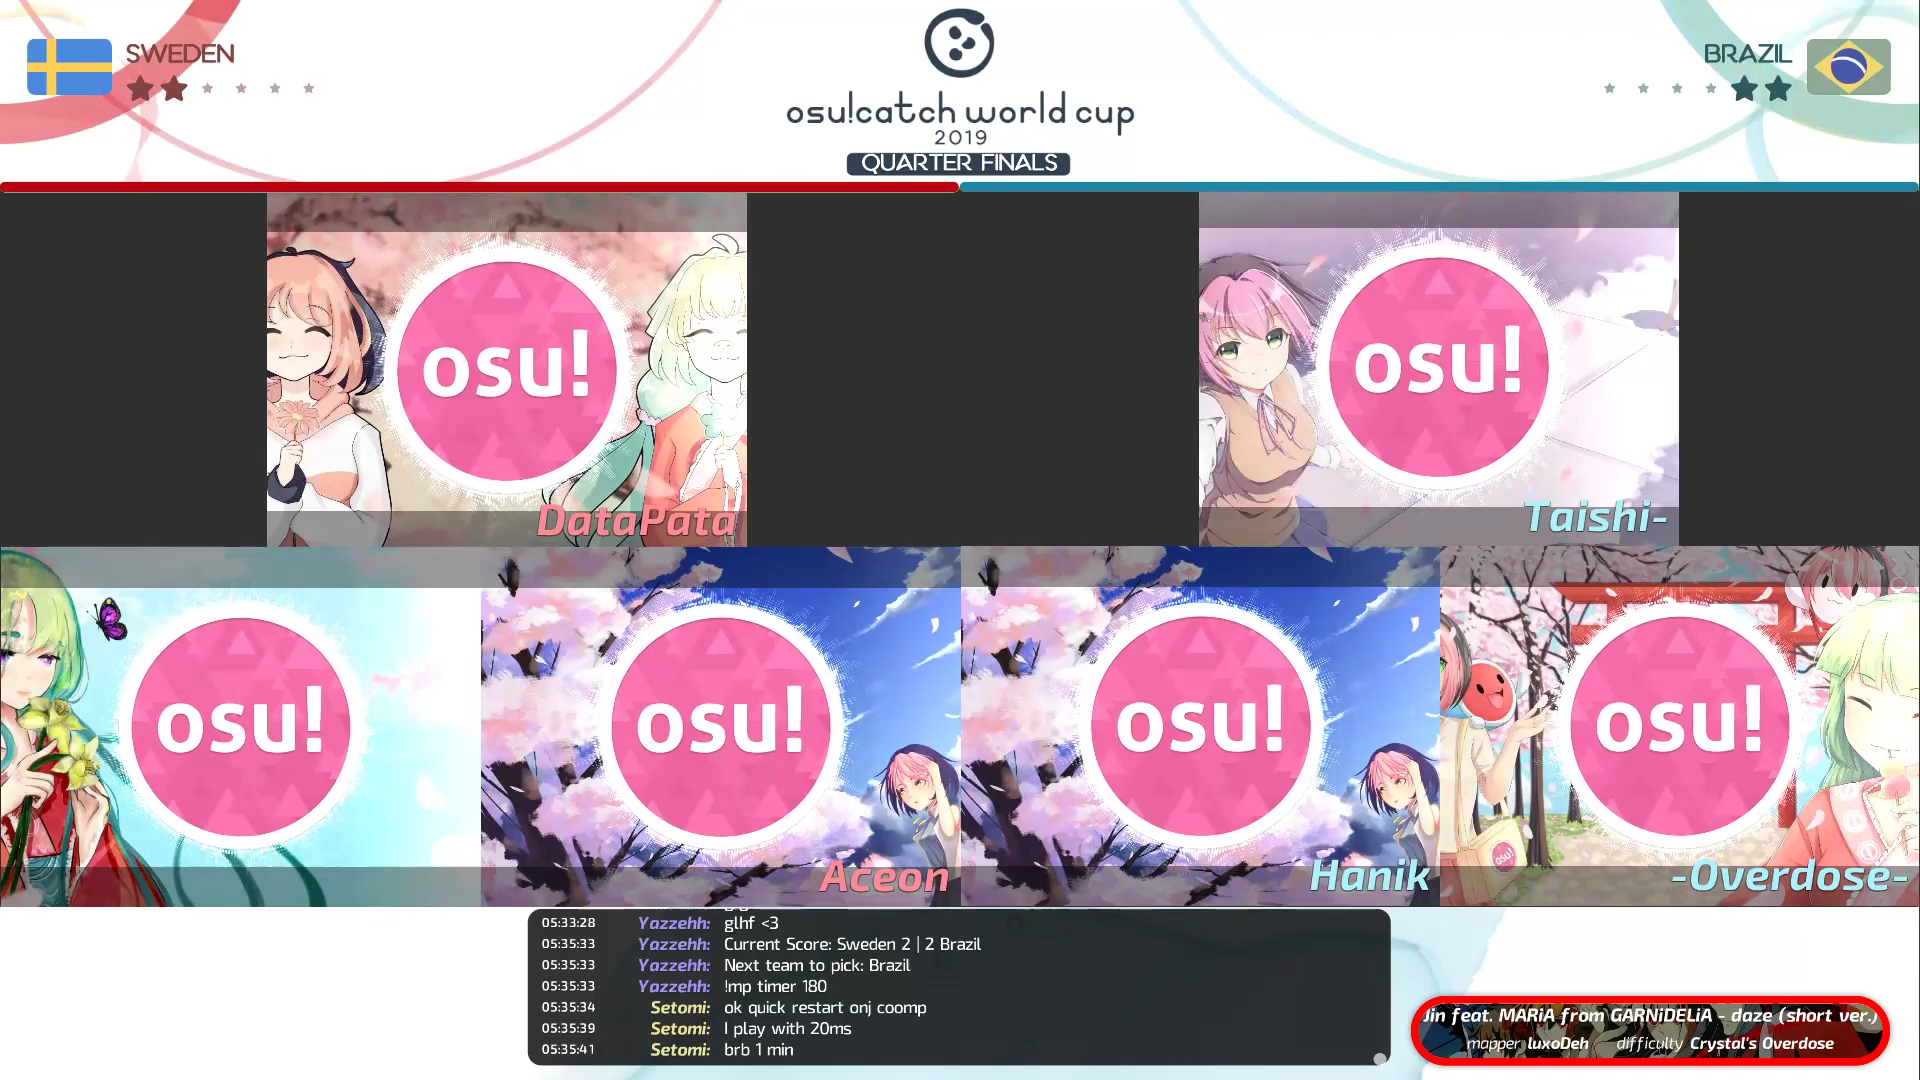 SWEDEN
BRAZIL
osu!catch world cup
2019
QUARTER FINALS
osu!
DataPata
osu!
Taishi-
osu!
osu!
Aceon
osu!
Hanik
osu!
-Overdose-
osu!
05:33:28 Yazzehh: glhf <3
05:35:33 Yazzehh: Current Score: Sweden 2 | 2 Brazil
05:35:33 Yazzehh: Next team to pick: Brazil
05:35:33 Yazzehh: !mp timer 180
05:35:34 Setomi: ok quick restart onj coomp
05:35:39 Setomi: I play with 20ms
05:35:41 Setomi: brb 1 min
Jin feat. MARiA from GARNiDELiA - daze (short ver.)
mapper luxoDeh difficulty Crystal's Overdose